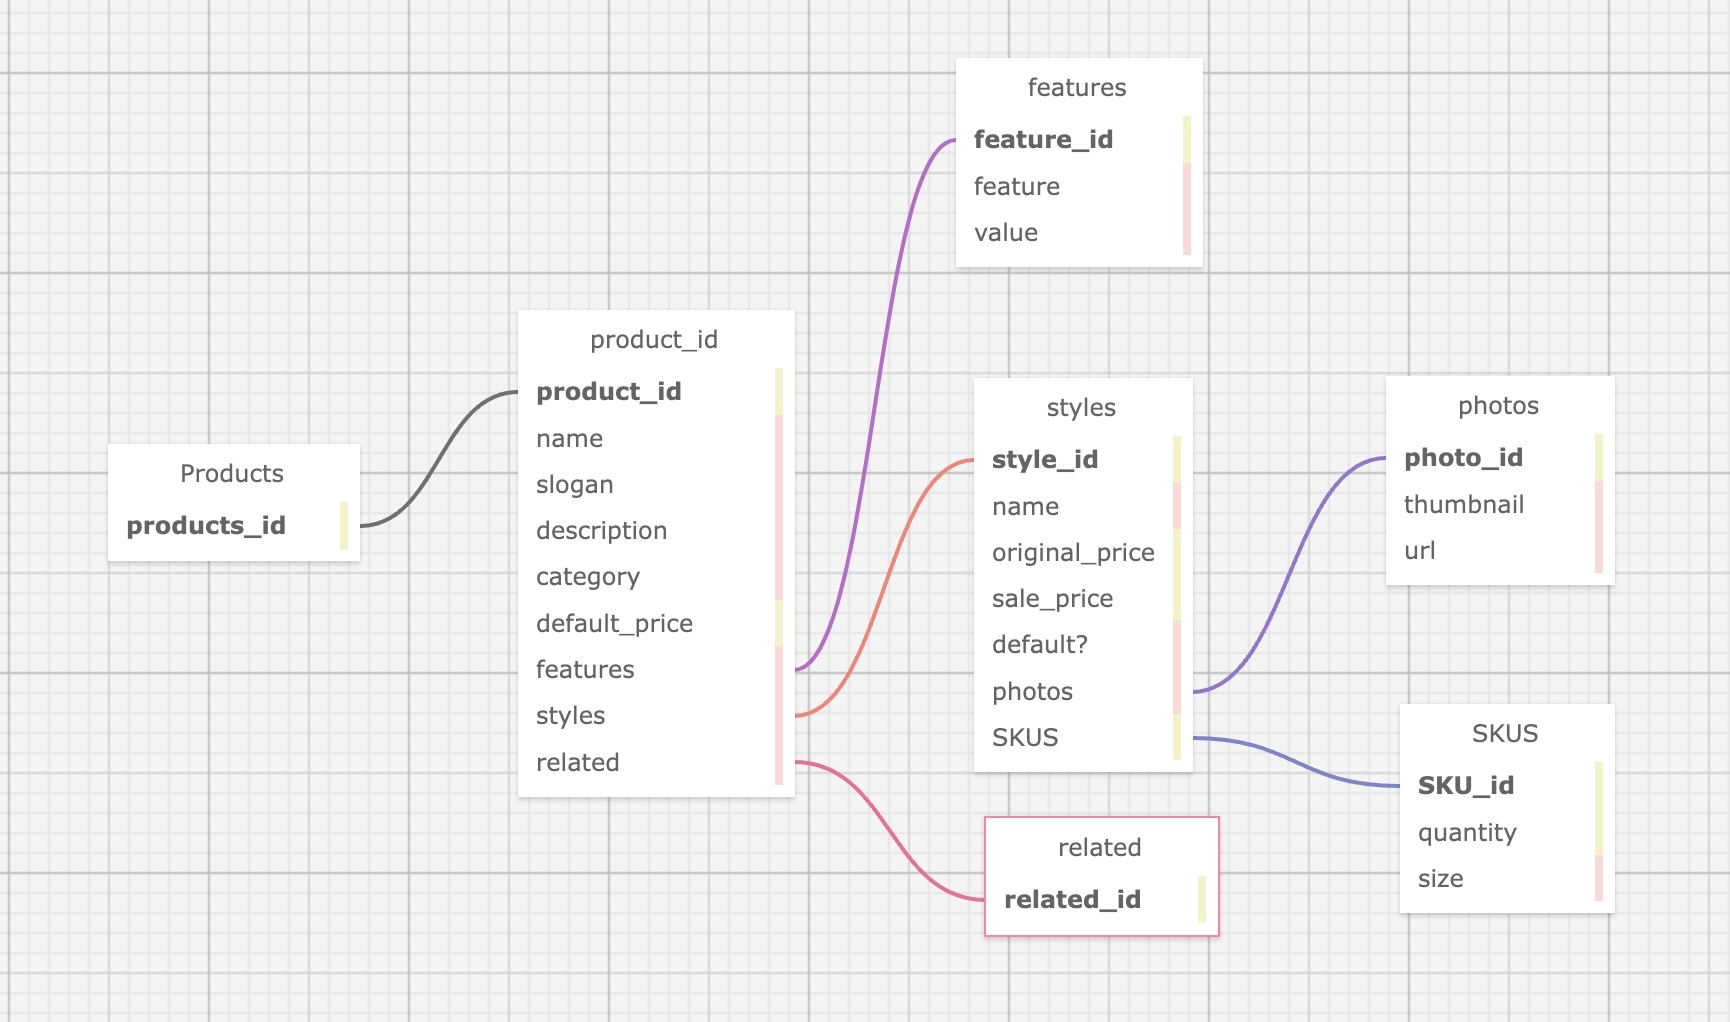 Products
products_id
product_id
product_id
name
slogan
description
category
default_price
features
styles
related
features
feature_id
feature
value
styles
style_id
name
original_price
sale_price
default?
photos
SKUS
related
related_id
photos
photo_id
thumbnail
url
SKUS
SKU_id
quantity
size